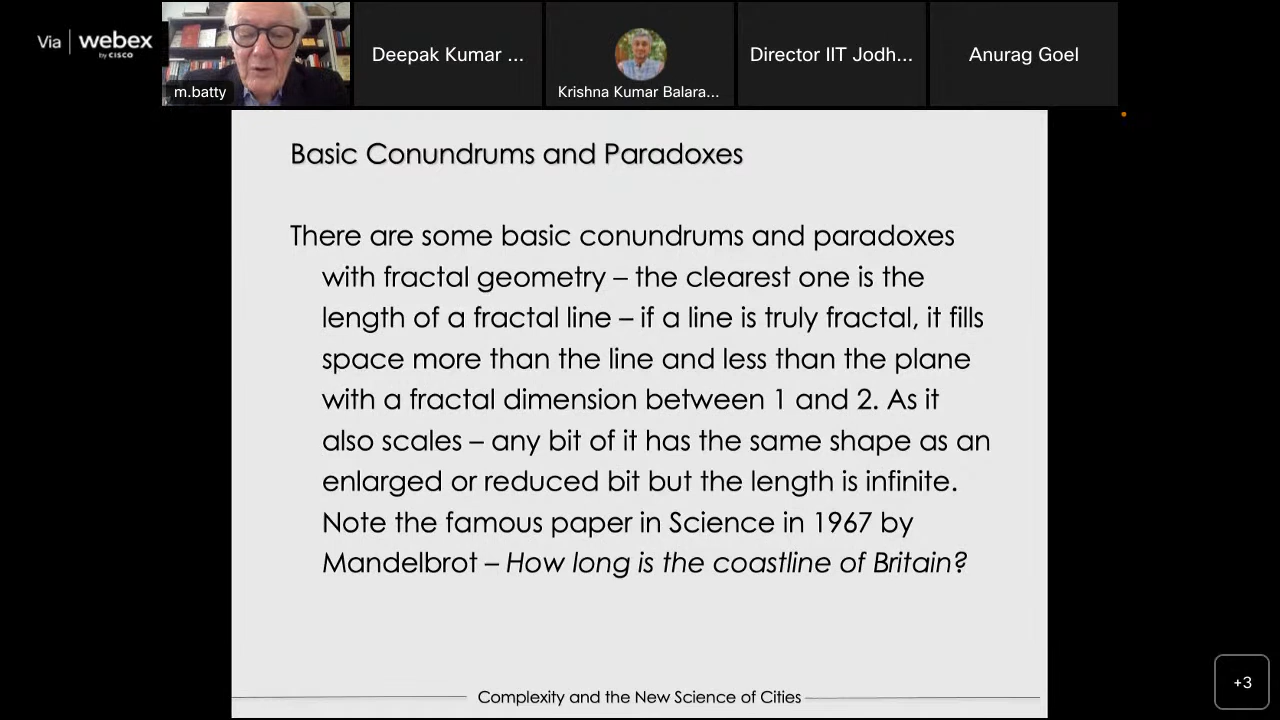 Via | webex
by CISCO
m.batty
Deepak Kumar ...
Krishna Kumar Balara...
Director IIT Jodh...
Anurag Goel
Basic Conundrums and Paradoxes
There are some basic conundrums and paradoxes
with fractal geometry – the clearest one is the
length of a fractal line – if a line is truly fractal, it fills
space more than the line and less than the plane
with a fractal dimension between 1 and 2. As it
also scales – any bit of it has the same shape as an
enlarged or reduced bit but the length is infinite.
Note the famous paper in Science in 1967 by
Mandelbrot – How long is the coastline of Britain?
Complexity and the New Science of Cities
+3